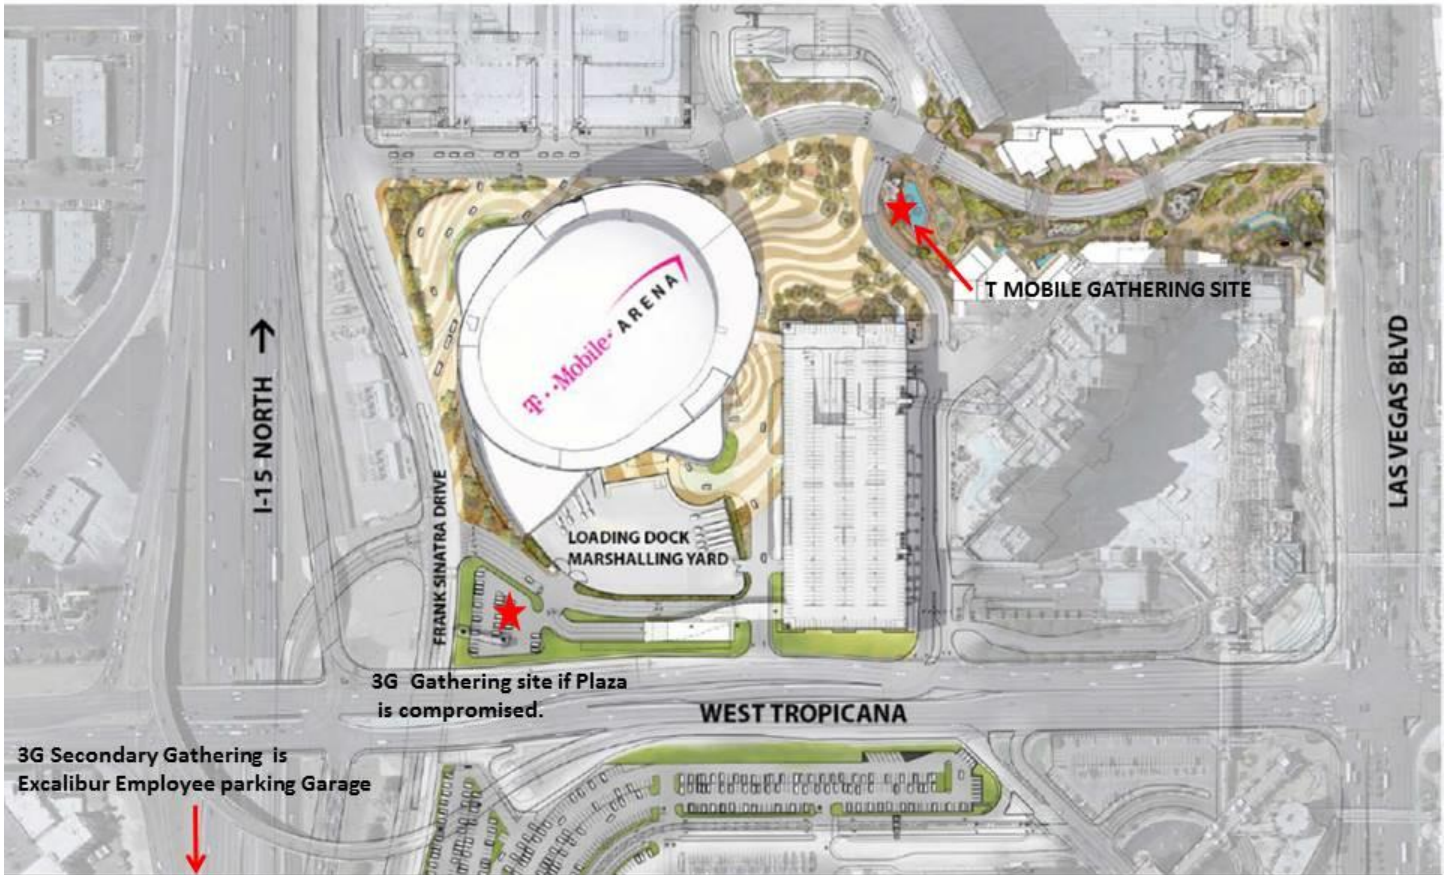 T MOBILE GATHERING SITE
T··Mobile· ARENA
I-15 NORTH
LAS VEGAS BLVD
FRANK SINATRA DRIVE
LOADING DOCK
MARSHALLING YARD
3G Gathering site if Plaza
is compromised.
WEST TROPICANA
3G Secondary Gathering is
Excalibur Employee parking Garage